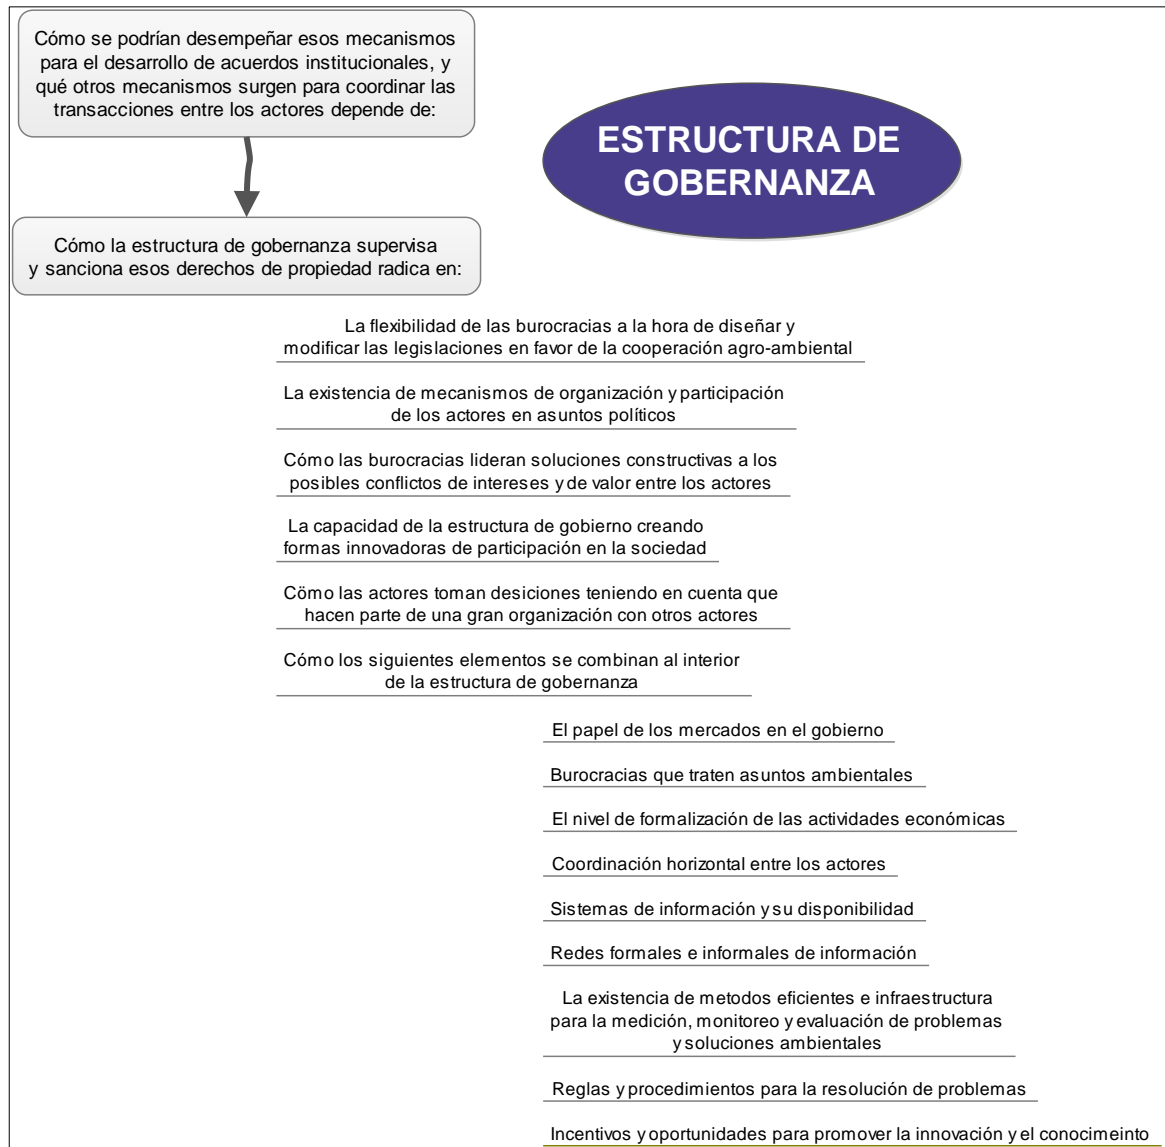 Cómo se podrían desempeñar esos mecanismos
para el desarrollo de acuerdos institucionales, y
qué otros mecanismos surgen para coordinar las
transacciones entre los actores depende de:
ESTRUCTURA DE
GOBERNANZA
Cómo la estructura de gobernanza supervisa
y sanciona esos derechos de propiedad radica en:
La flexibilidad de las burocracias a la hora de diseñar y
modificar las legislaciones en favor de la cooperación agro-ambiental
La existencia de mecanismos de organización y participación
de los actores en asuntos políticos
Cómo las burocracias lideran soluciones constructivas a los
posibles conflictos de intereses y de valor entre los actores
La capacidad de la estructura de gobierno creando
formas innovadoras de participación en la sociedad
Cömo las actores toman desiciones teniendo en cuenta que
hacen parte de una gran organización con otros actores
Cómo los siguientes elementos se combinan al interior
de la estructura de gobernanza
El papel de los mercados en el gobierno
Burocracias que traten asuntos ambientales
El nivel de formalización de las actividades económicas
Coordinación horizontal entre los actores
Sistemas de información y su disponibilidad
Redes formales e informales de información
La existencia de metodos eficientes e infraestructura
para la medición, monitoreo y evaluación de problemas
y soluciones ambientales
Reglas y procedimientos para la resolución de problemas
Incentivos y oportunidades para promover la innovación y el conocimeinto